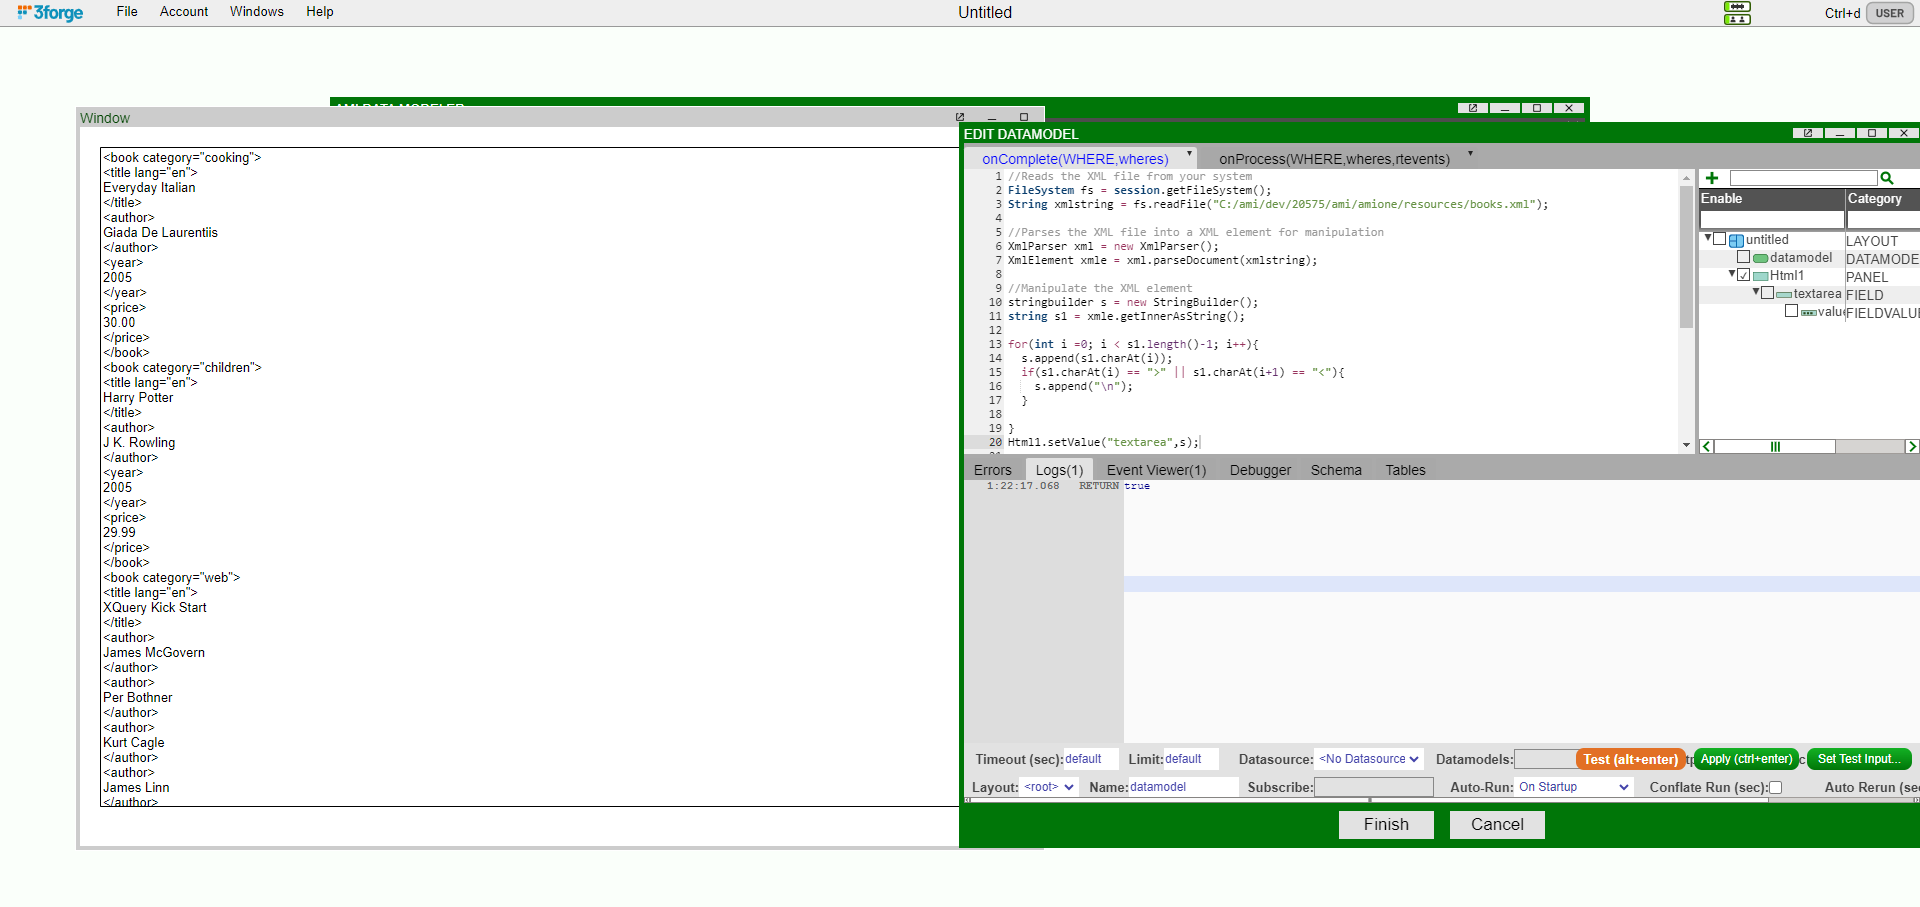 3forge File Account Windows Help Untitled Ctrl+d USER
AMI DATA MODELER
Window
<book category="cooking">
<title lang="en">
Everyday Italian
</title>
<author>
Giada De Laurentiis
</author>
<year>
2005
</year>
<price>
30.00
</price>
</book>
<book category="children">
<title lang="en">
Harry Potter
</title>
<author>
J K. Rowling
</author>
<year>
2005
</year>
<price>
29.99
</price>
</book>
<book category="web">
<title lang="en">
XQuery Kick Start
</title>
<author>
James McGovern
</author>
<author>
Per Bothner
</author>
<author>
Kurt Cagle
</author>
<author>
James Linn
</author>
EDIT DATAMODEL
onComplete(WHERE,wheres) onProcess(WHERE,wheres,rtevents)
1 //Reads the XML file from your system
2 FileSystem fs = session.getFileSystem();
3 String xmlstring = fs.readFile("C:/ami/dev/20575/ami/amione/resources/books.xml");
4
5 //Parses the XML file into a XML element for manipulation
6 XmlParser xml = new XmlParser();
7 XmlElement xmle = xml.parseDocument(xmlstring);
8
9 //Manipulate the XML element
10 stringbuilder s = new StringBuilder();
11 string s1 = xmle.getInnerAsString();
12
13 for(int i =0; i < s1.length()-1; i++){
14 s.append(s1.charAt(i));
15 if(s1.charAt(i) == ">" || s1.charAt(i+1) == "<"){
16 s.append("\n");
17 }
18
19 }
20 Html1.setValue("textarea",s);
Enable Category
untitled LAYOUT
datamodel DATAMODE
Html1 PANEL
textarea FIELD
value FIELDVALUE
Errors Logs(1) Event Viewer(1) Debugger Schema Tables
1:22:17.068 RETURN true
Timeout (sec): default Limit: default Datasource: <No Datasource Datamodels: Test (alt+enter) Apply (ctrl+enter) Set Test Input...
Layout: <root> Name: datamodel Subscribe: Auto-Run: On Startup Conflate Run (sec): Auto Rerun (sec
Finish Cancel